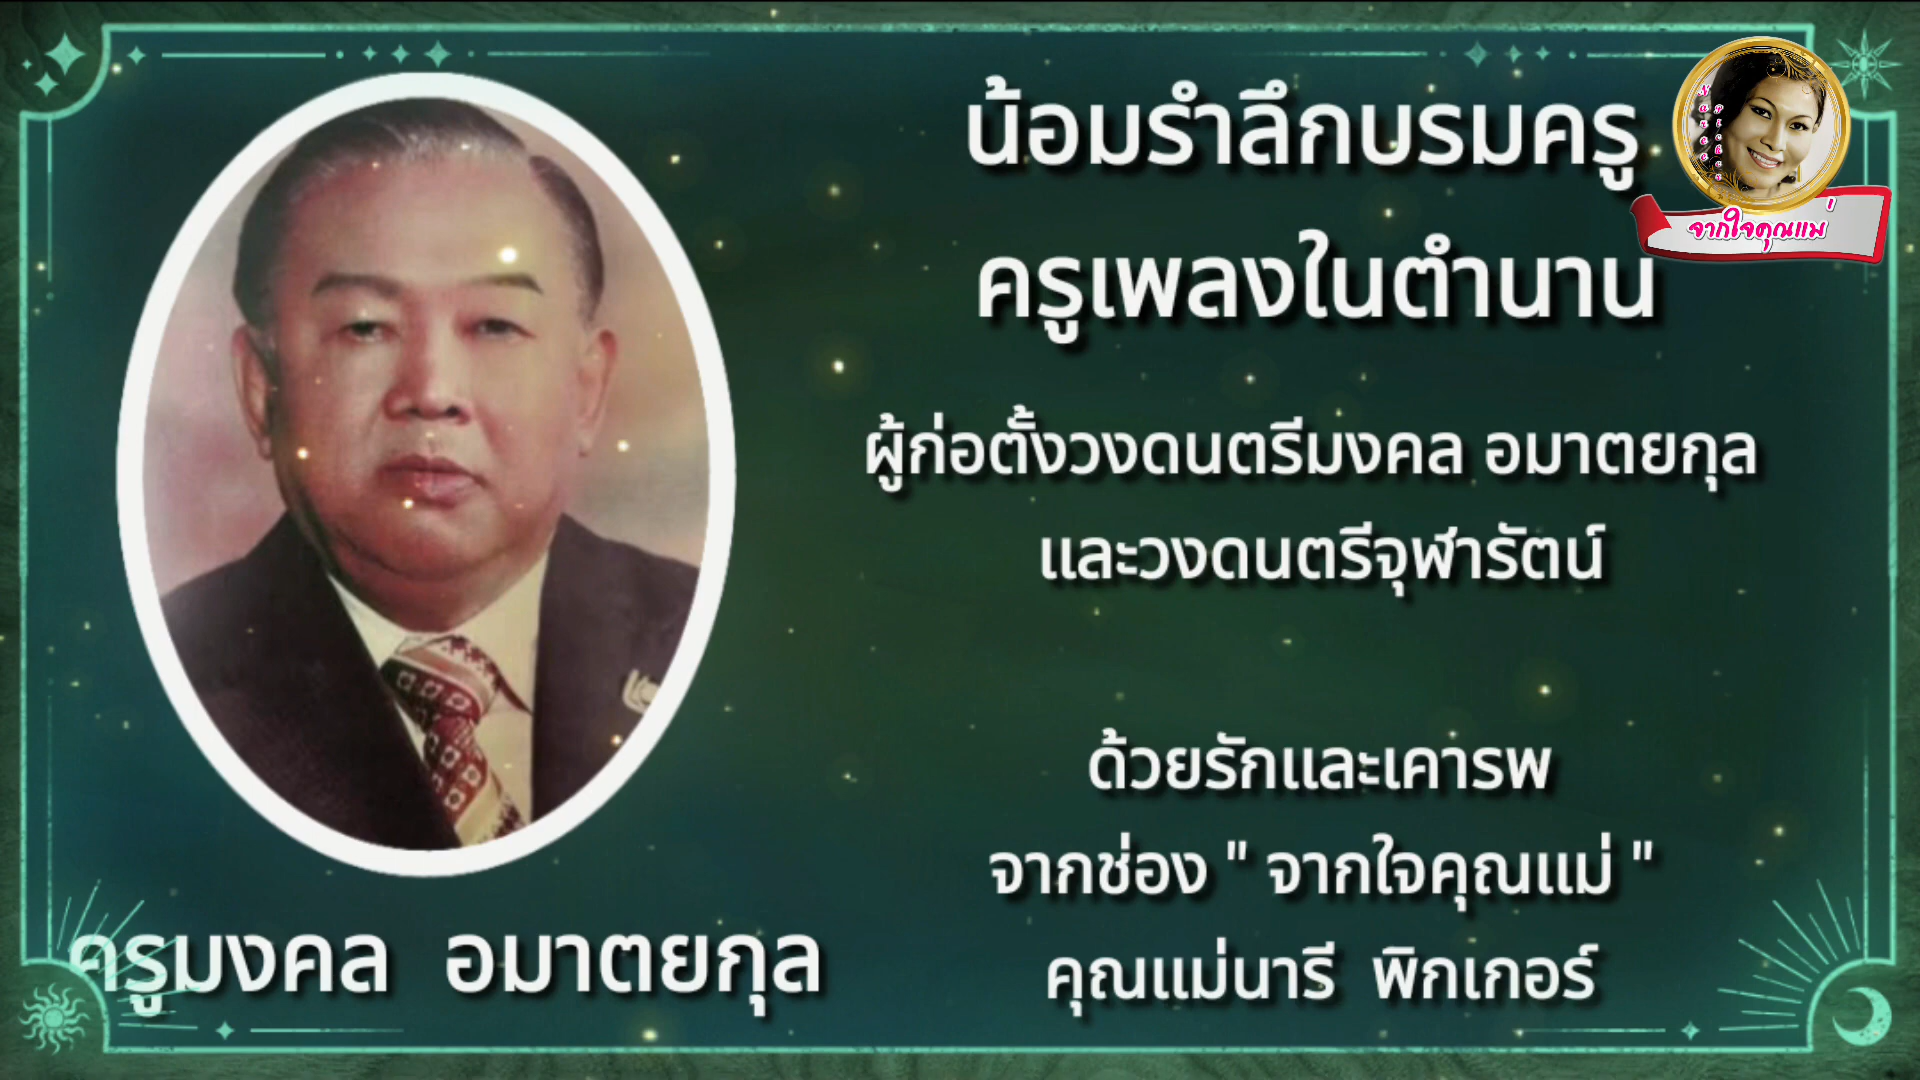 น้อมรำลึกบรมครู
ครูเพลงในตำนาน
ผู้ก่อตั้งวงดนตรีมงคล อมาตยกุล
และวงดนตรีจุฬารัตน์
ด้วยรักและเคารพ
จากช่อง " จากใจคุณแม่ "
คุณแม่นารี พิกเกอร์
ครูมงคล อมาตยกุล
จากใจคุณแม่